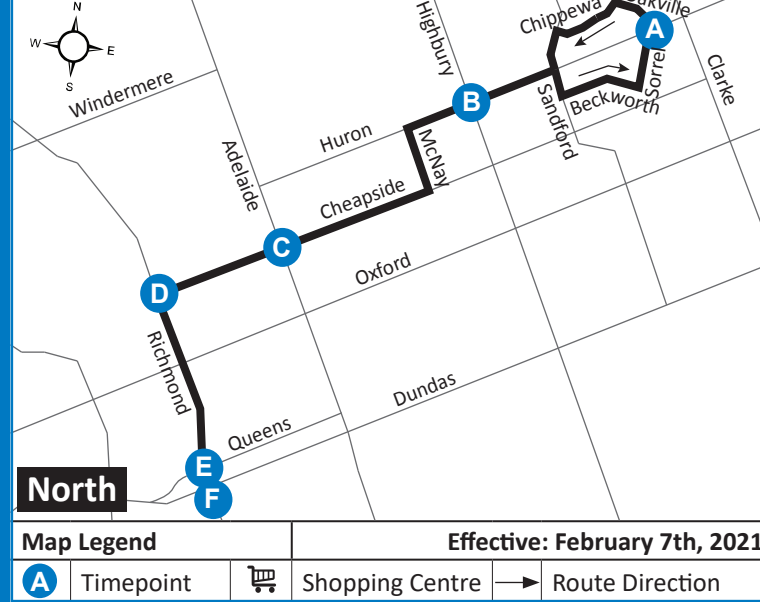 N
W
E
S
Highbury
Chippewa
A
Sorrel
Clarke
Windermere
B
Sandford
Beckworth
Huron
McNay
Adelaide
Cheapside
C
Oxford
D
Richmond
Dundas
Queens
E
F
North
Map Legend
Effective: February 7th, 2021
A Timepoint Shopping Centre Route Direction